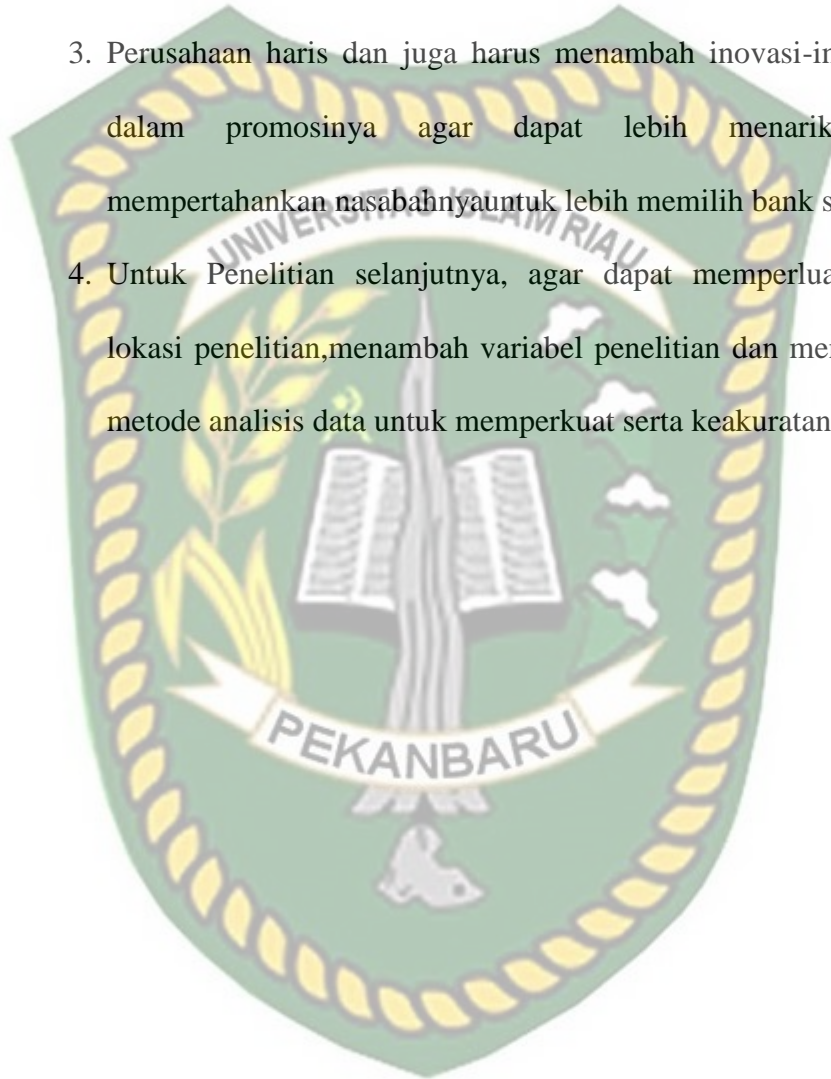 3. Perusahaan haris dan juga harus menambah inovasi-in
dalam promosinya agar dapat lebih menarik
mempertahankan nasabahnyauntuk lebih memilih bank s
4. Untuk Penelitian selanjutnya, agar dapat memperlua
lokasi penelitian,menambah variabel penelitian dan me
metode analisis data untuk memperkuat serta keakuratan
UNIVERSITAS ISLAM RIAU
PEKANBARU